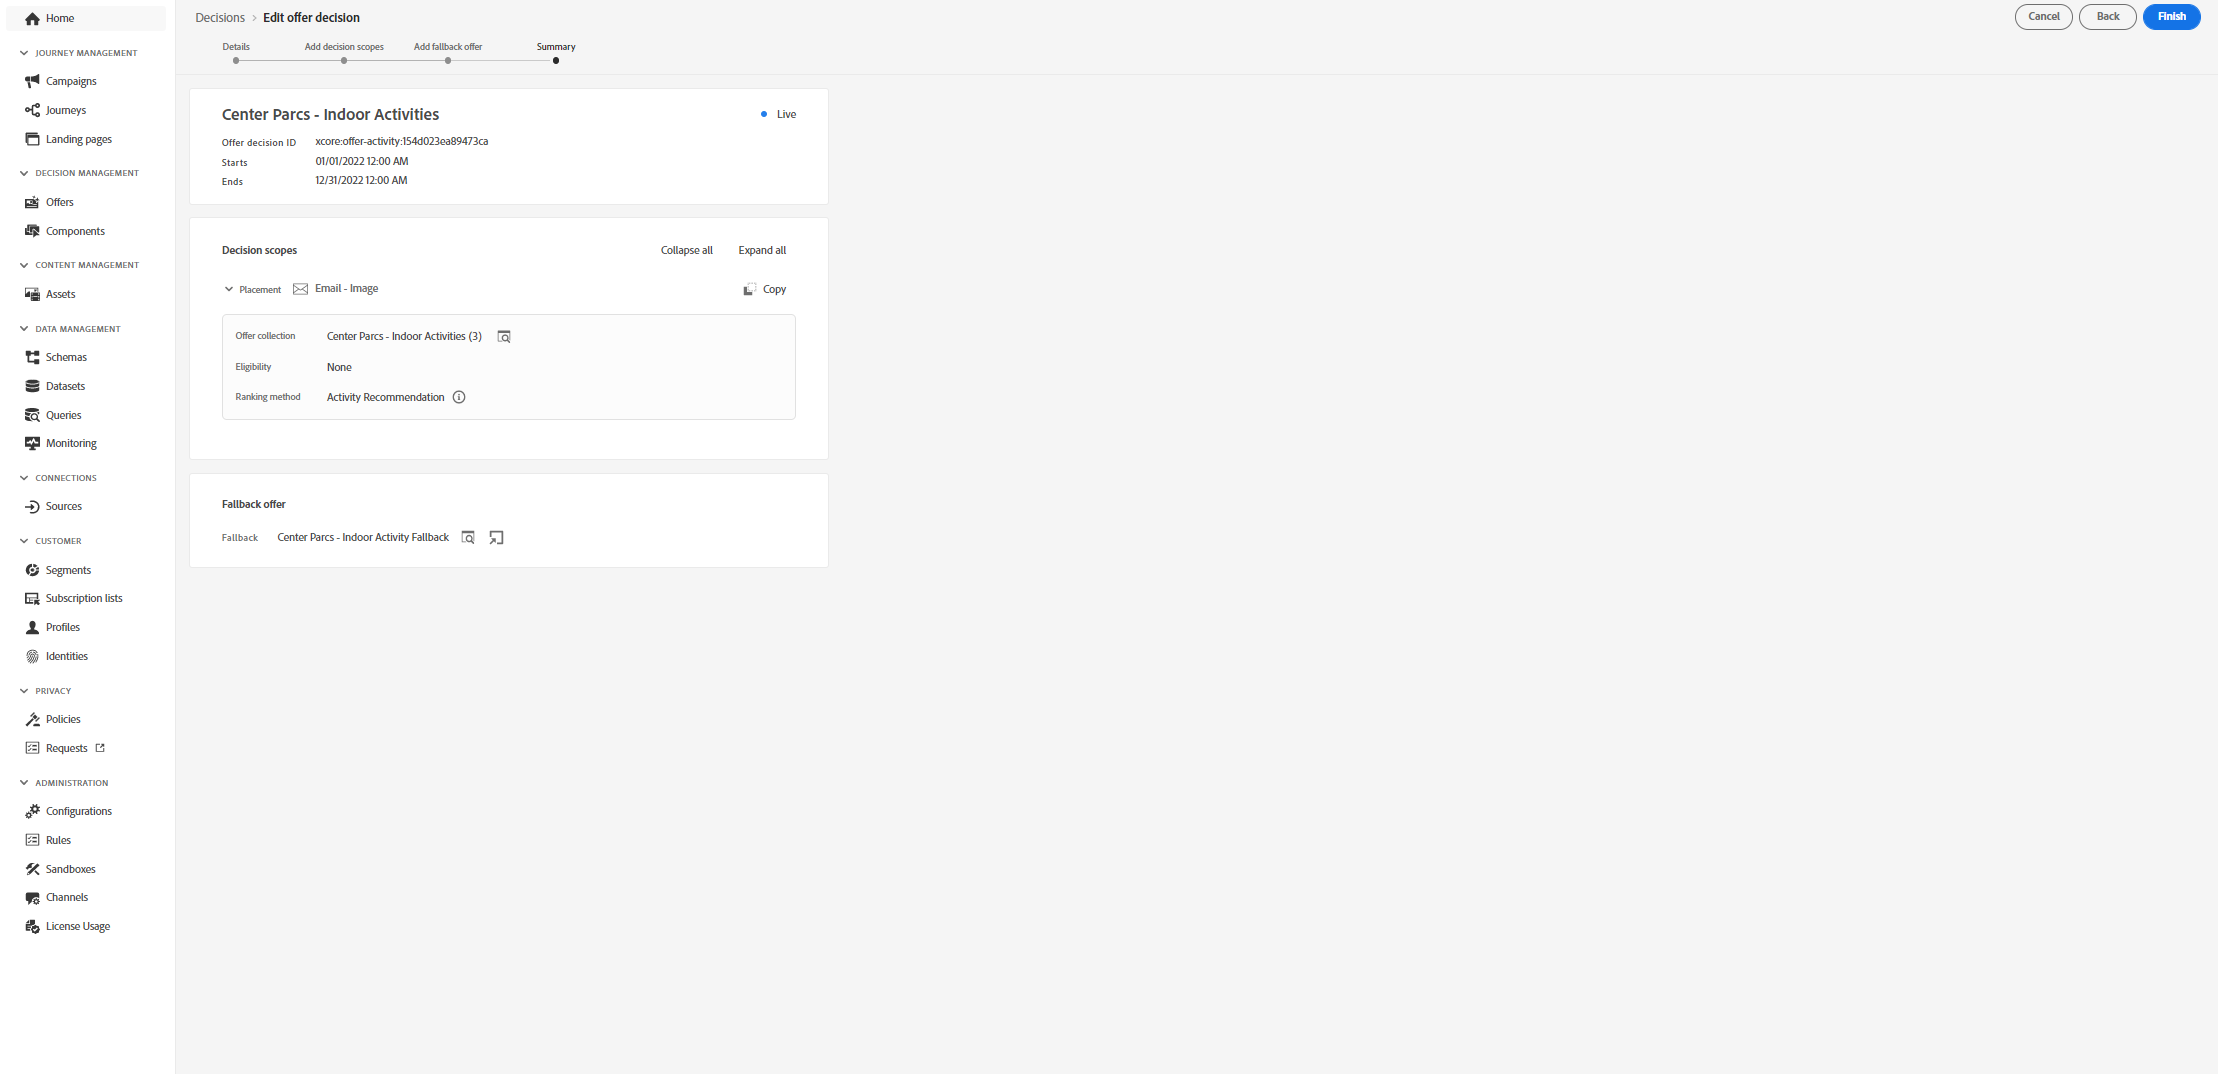 Home
JOURNEY MANAGEMENT
Campaigns
Journeys
Landing pages
DECISION MANAGEMENT
Offers
Components
CONTENT MANAGEMENT
Assets
DATA MANAGEMENT
Schemas
Datasets
Queries
Monitoring
CONNECTIONS
Sources
CUSTOMER
Segments
Subscription lists
Profiles
Identities
PRIVACY
Policies
Requests
ADMINISTRATION
Configurations
Rules
Sandboxes
Channels
License Usage
Decisions > Edit offer decision
Cancel Back Finish
Details Add decision scopes Add fallback offer Summary
Center Parcs - Indoor Activities Live
Offer decision ID xcore:offer-activity:154d023ea89473ca
Starts 01/01/2022 12:00 AM
Ends 12/31/2022 12:00 AM
Decision scopes Collapse all Expand all
Placement Email - Image Copy
Offer collection Center Parcs - Indoor Activities (3)
Eligibility None
Ranking method Activity Recommendation
Fallback offer
Fallback Center Parcs - Indoor Activity Fallback